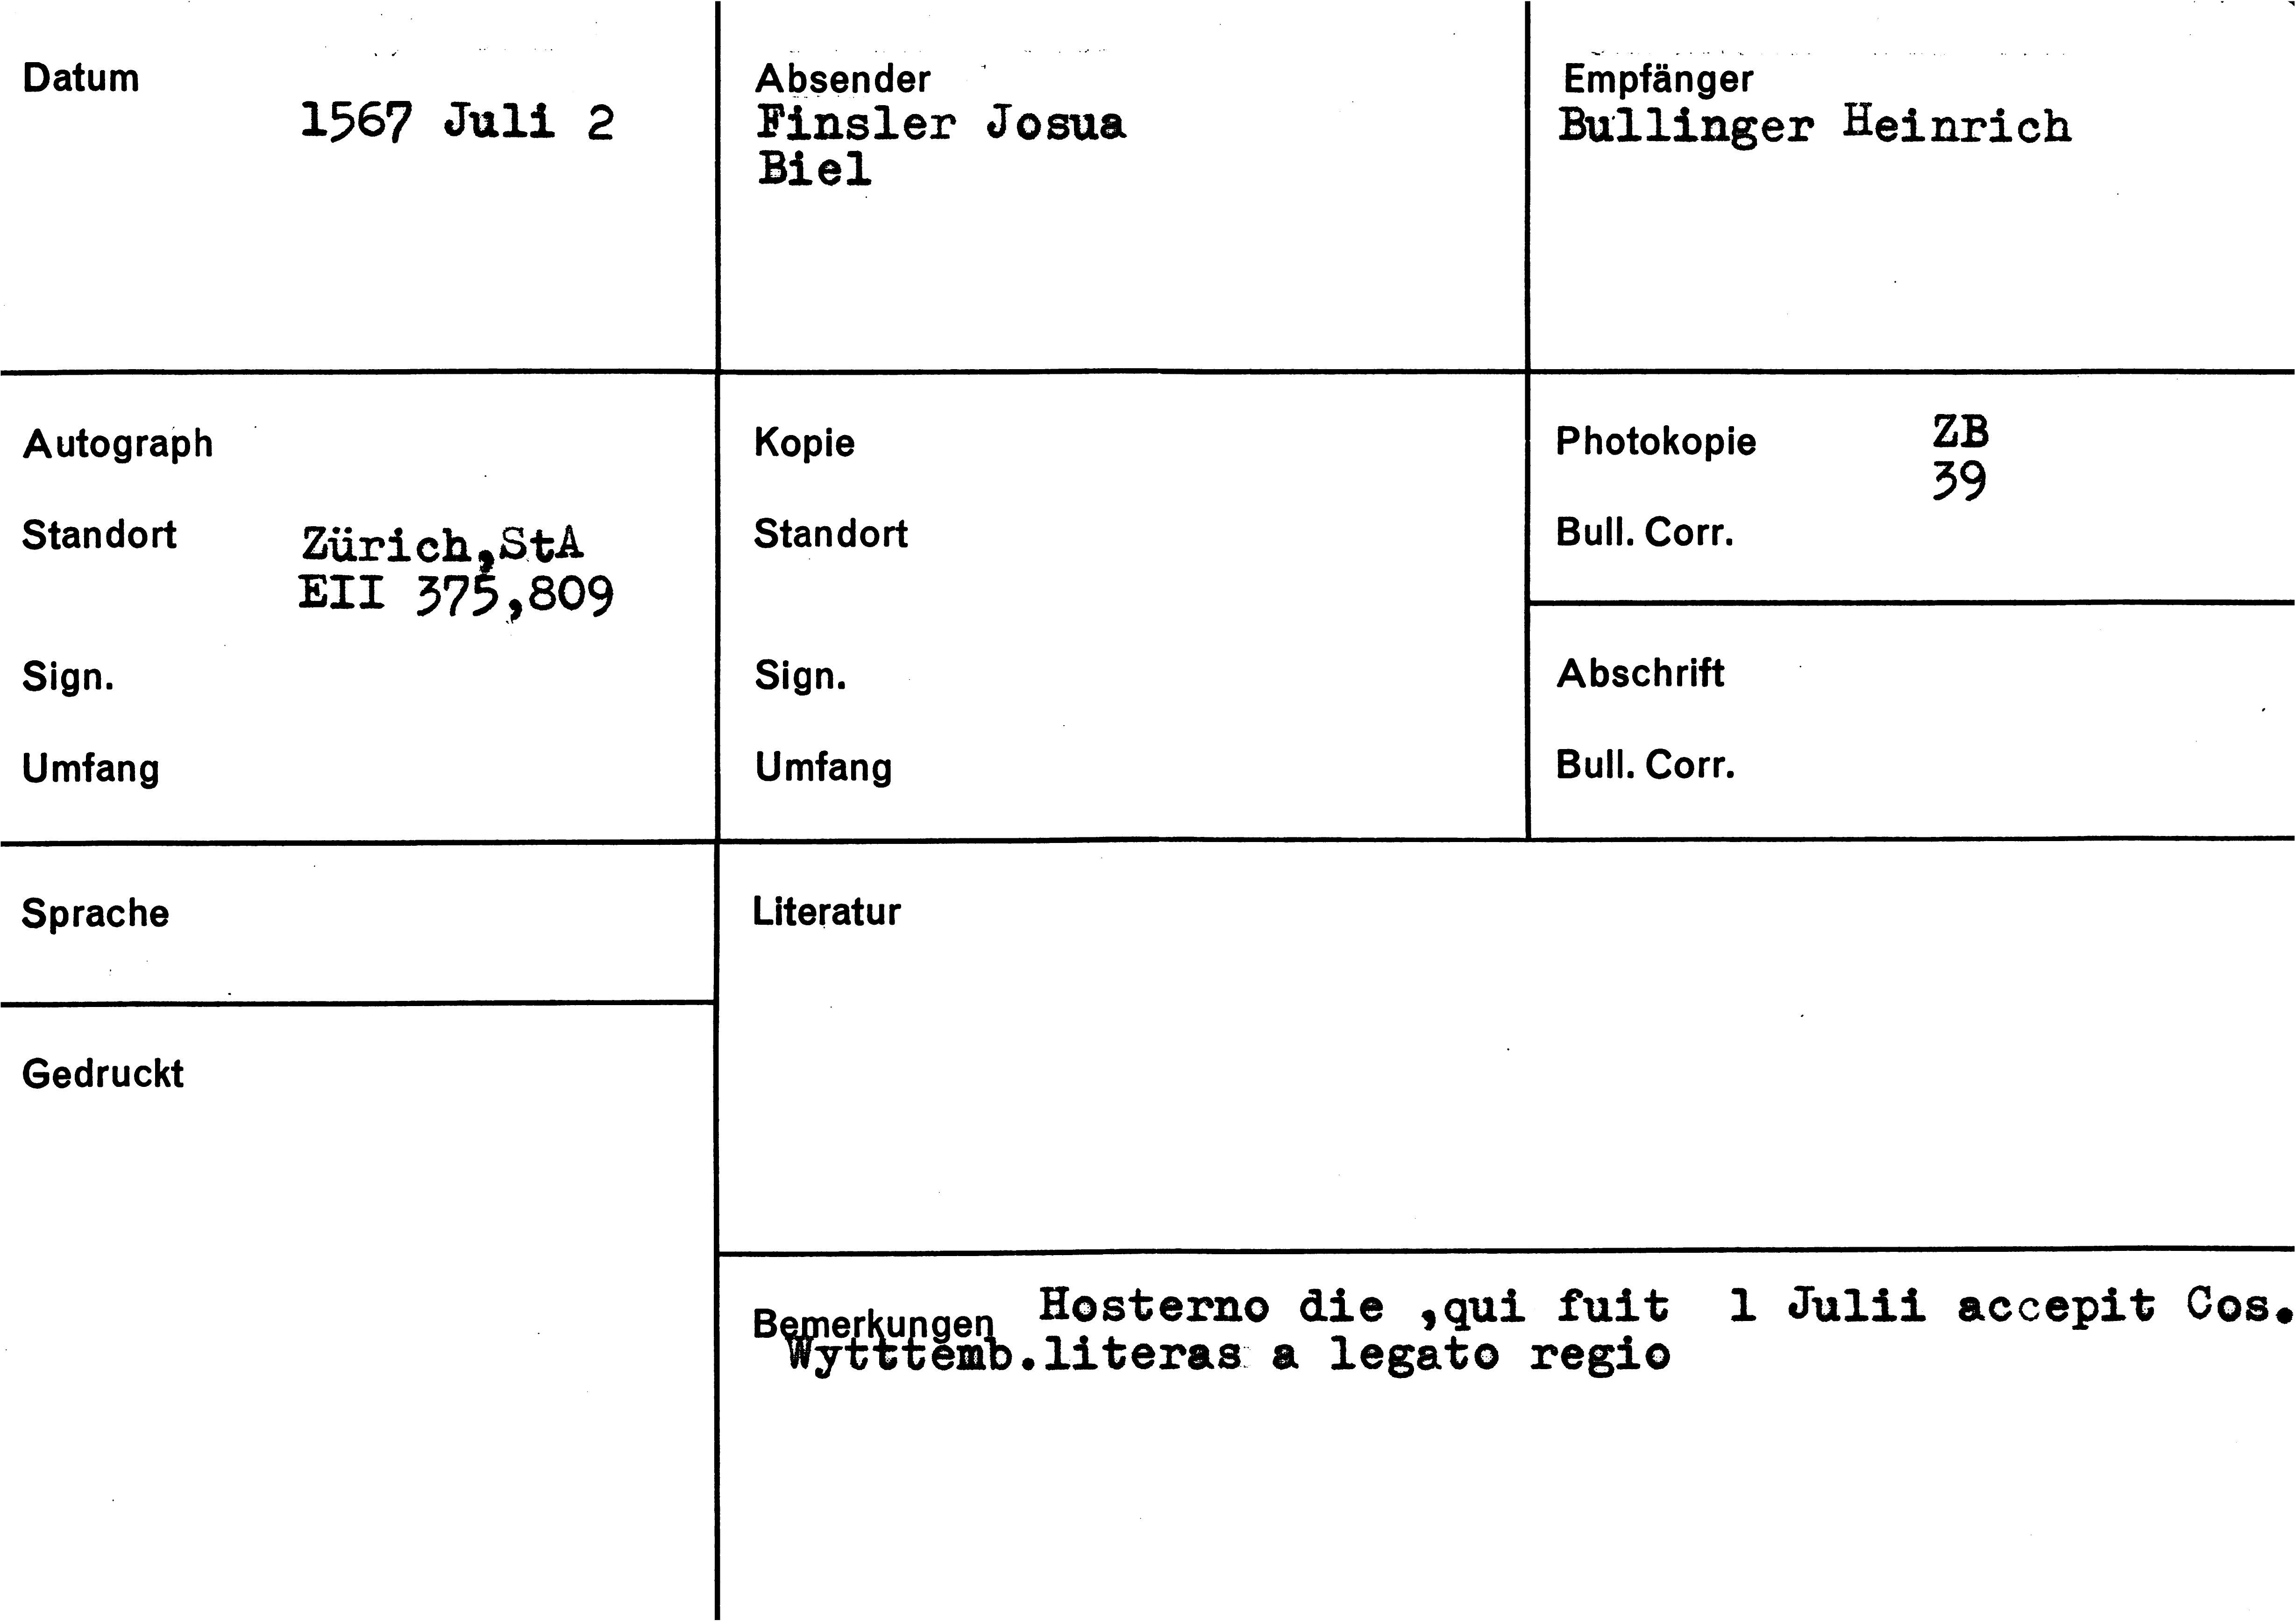 Datum
1567 Juli 2
Absender
Finsler Josua
Biel
Empfänger
Bullinger Heinrich
Autograph
Standort
Zürich,StA
EII 375,809
Sign.
Umfang
Kopie
Standort
Sign.
Umfang
Photokopie ZB
39
Bull. Corr.
Abschrift
Bull. Corr.
Sprache
Literatur
Gedruckt
Bemerkungen Hosterno die ,qui fuit 1 Julii accepit Cos.
Wytttemb.literas a legato regio